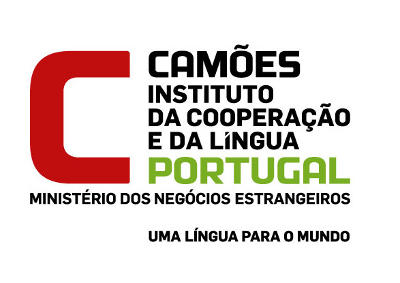 CAMÕES
INSTITUTO
DA COOPERAÇÃO
E DA LÍNGUA
PORTUGAL
MINISTÉRIO DOS NEGÓCIOS ESTRANGEIROS
UMA LÍNGUA PARA O MUNDO